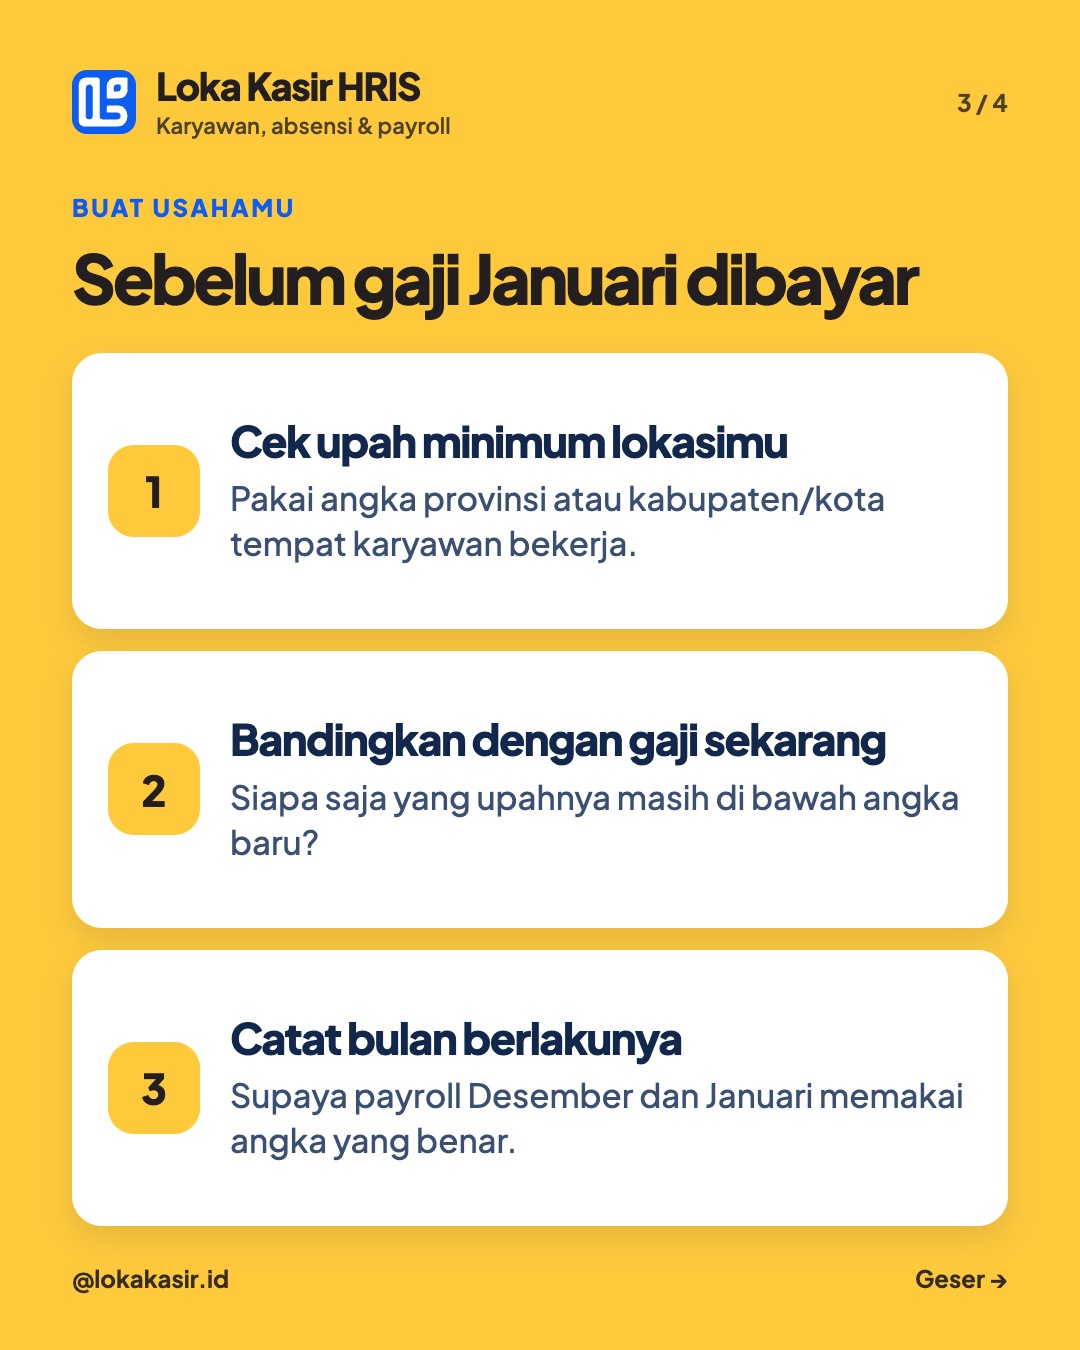 Loka Kasir HRIS
Karyawan, absensi & payroll
3 / 4
BUAT USAHAMU
Sebelum gaji Januari dibayar
1
Cek upah minimum lokasimu
Pakai angka provinsi atau kabupaten/kota
tempat karyawan bekerja.
2
Bandingkan dengan gaji sekarang
Siapa saja yang upahnya masih di bawah angka
baru?
3
Catat bulan berlakunya
Supaya payroll Desember dan Januari memakai
angka yang benar.
@lokakasir.id
Geser →